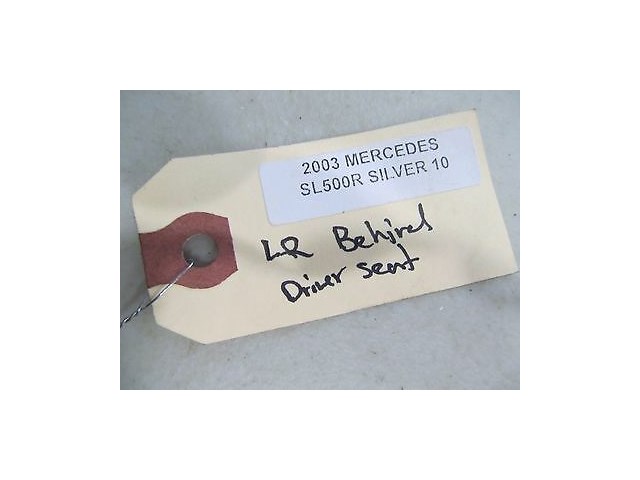 2003 MERCEDES
SL500R SILVER 10
LR Behind
Driver seat